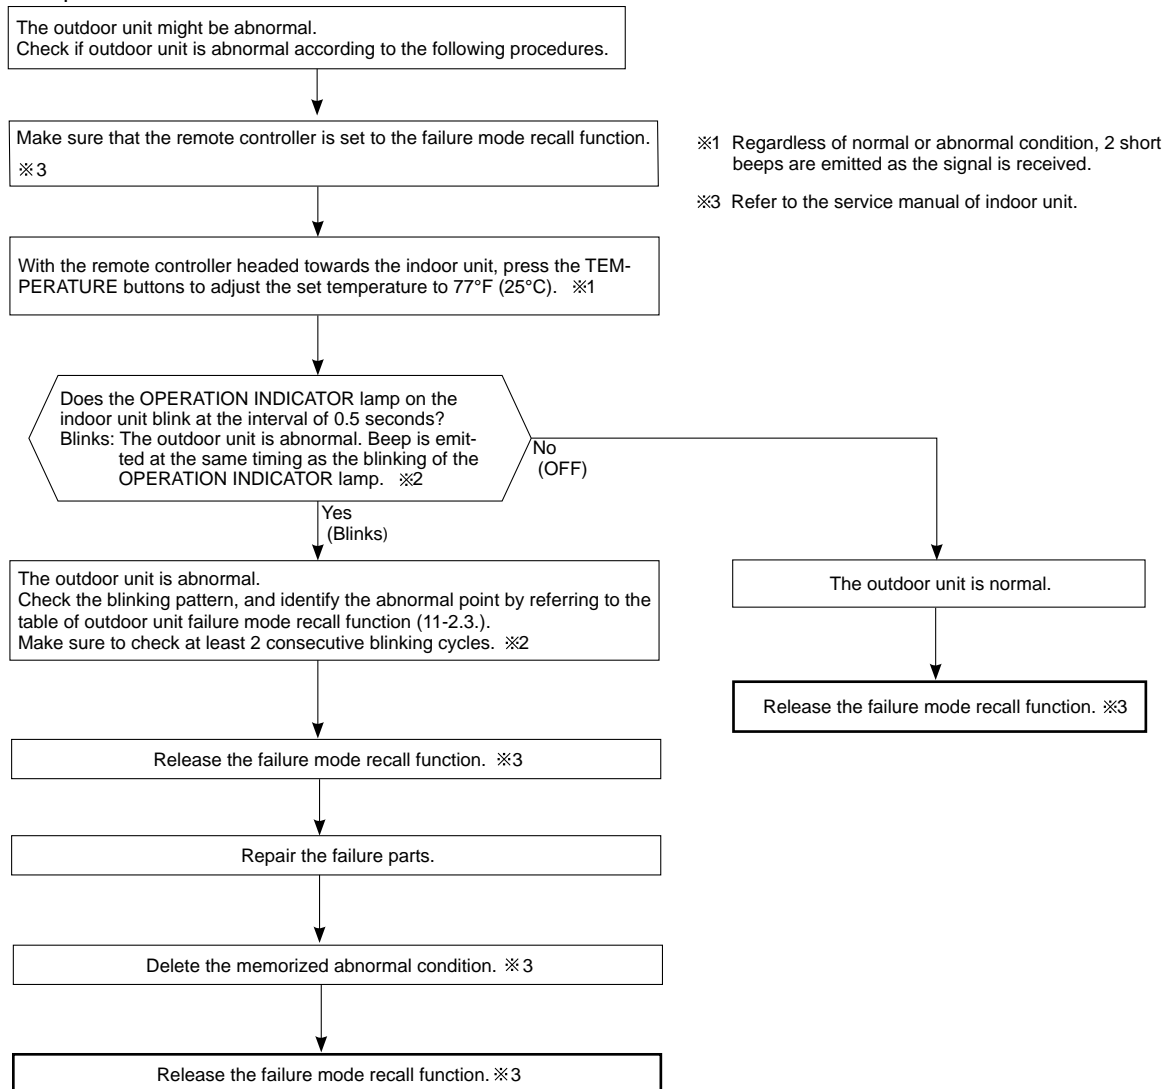 The outdoor unit might be abnormal.
Check if outdoor unit is abnormal according to the following procedures.
Make sure that the remote controller is set to the failure mode recall function.
※3
※1 Regardless of normal or abnormal condition, 2 short
beeps are emitted as the signal is received.
※3 Refer to the service manual of indoor unit.
With the remote controller headed towards the indoor unit, press the TEM-
PERATURE buttons to adjust the set temperature to 77°F (25°C). ※1
Does the OPERATION INDICATOR lamp on the
indoor unit blink at the interval of 0.5 seconds?
Blinks: The outdoor unit is abnormal. Beep is emit-
ted at the same timing as the blinking of the
OPERATION INDICATOR lamp. ※2
No
(OFF)
Yes
(Blinks)
The outdoor unit is abnormal.
Check the blinking pattern, and identify the abnormal point by referring to the
table of outdoor unit failure mode recall function (11-2.3.).
Make sure to check at least 2 consecutive blinking cycles. ※2
The outdoor unit is normal.
Release the failure mode recall function. ※3
Release the failure mode recall function. ※3
Repair the failure parts.
Delete the memorized abnormal condition. ※3
Release the failure mode recall function. ※3